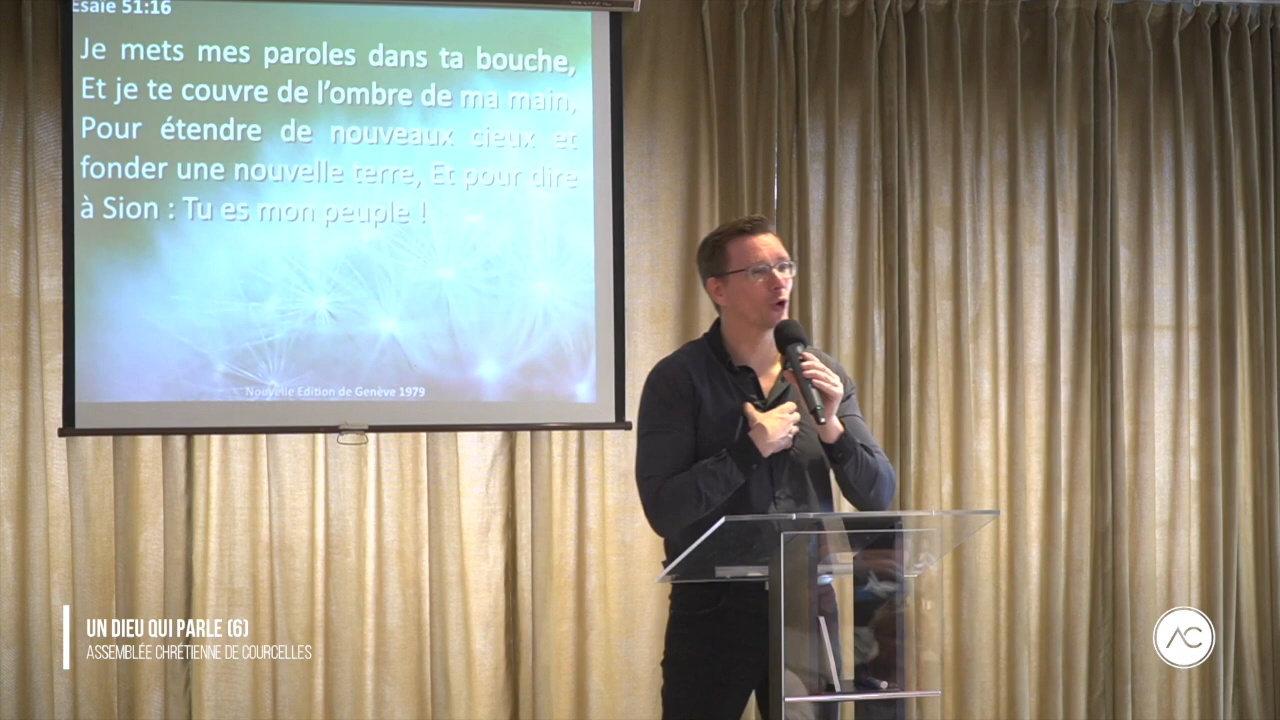 Esaïe 51:16
Je mets mes paroles dans ta bouche,
Et je te couvre de l’ombre de ma main,
Pour étendre de nouveaux cieux et
fonder une nouvelle terre, Et pour dire
à Sion : Tu es mon peuple !
Nouvelle Edition de Genève 1979
UN DIEU QUI PARLE (6)
ASSEMBLÉE CHRÉTIENNE DE COURCELLES
AC